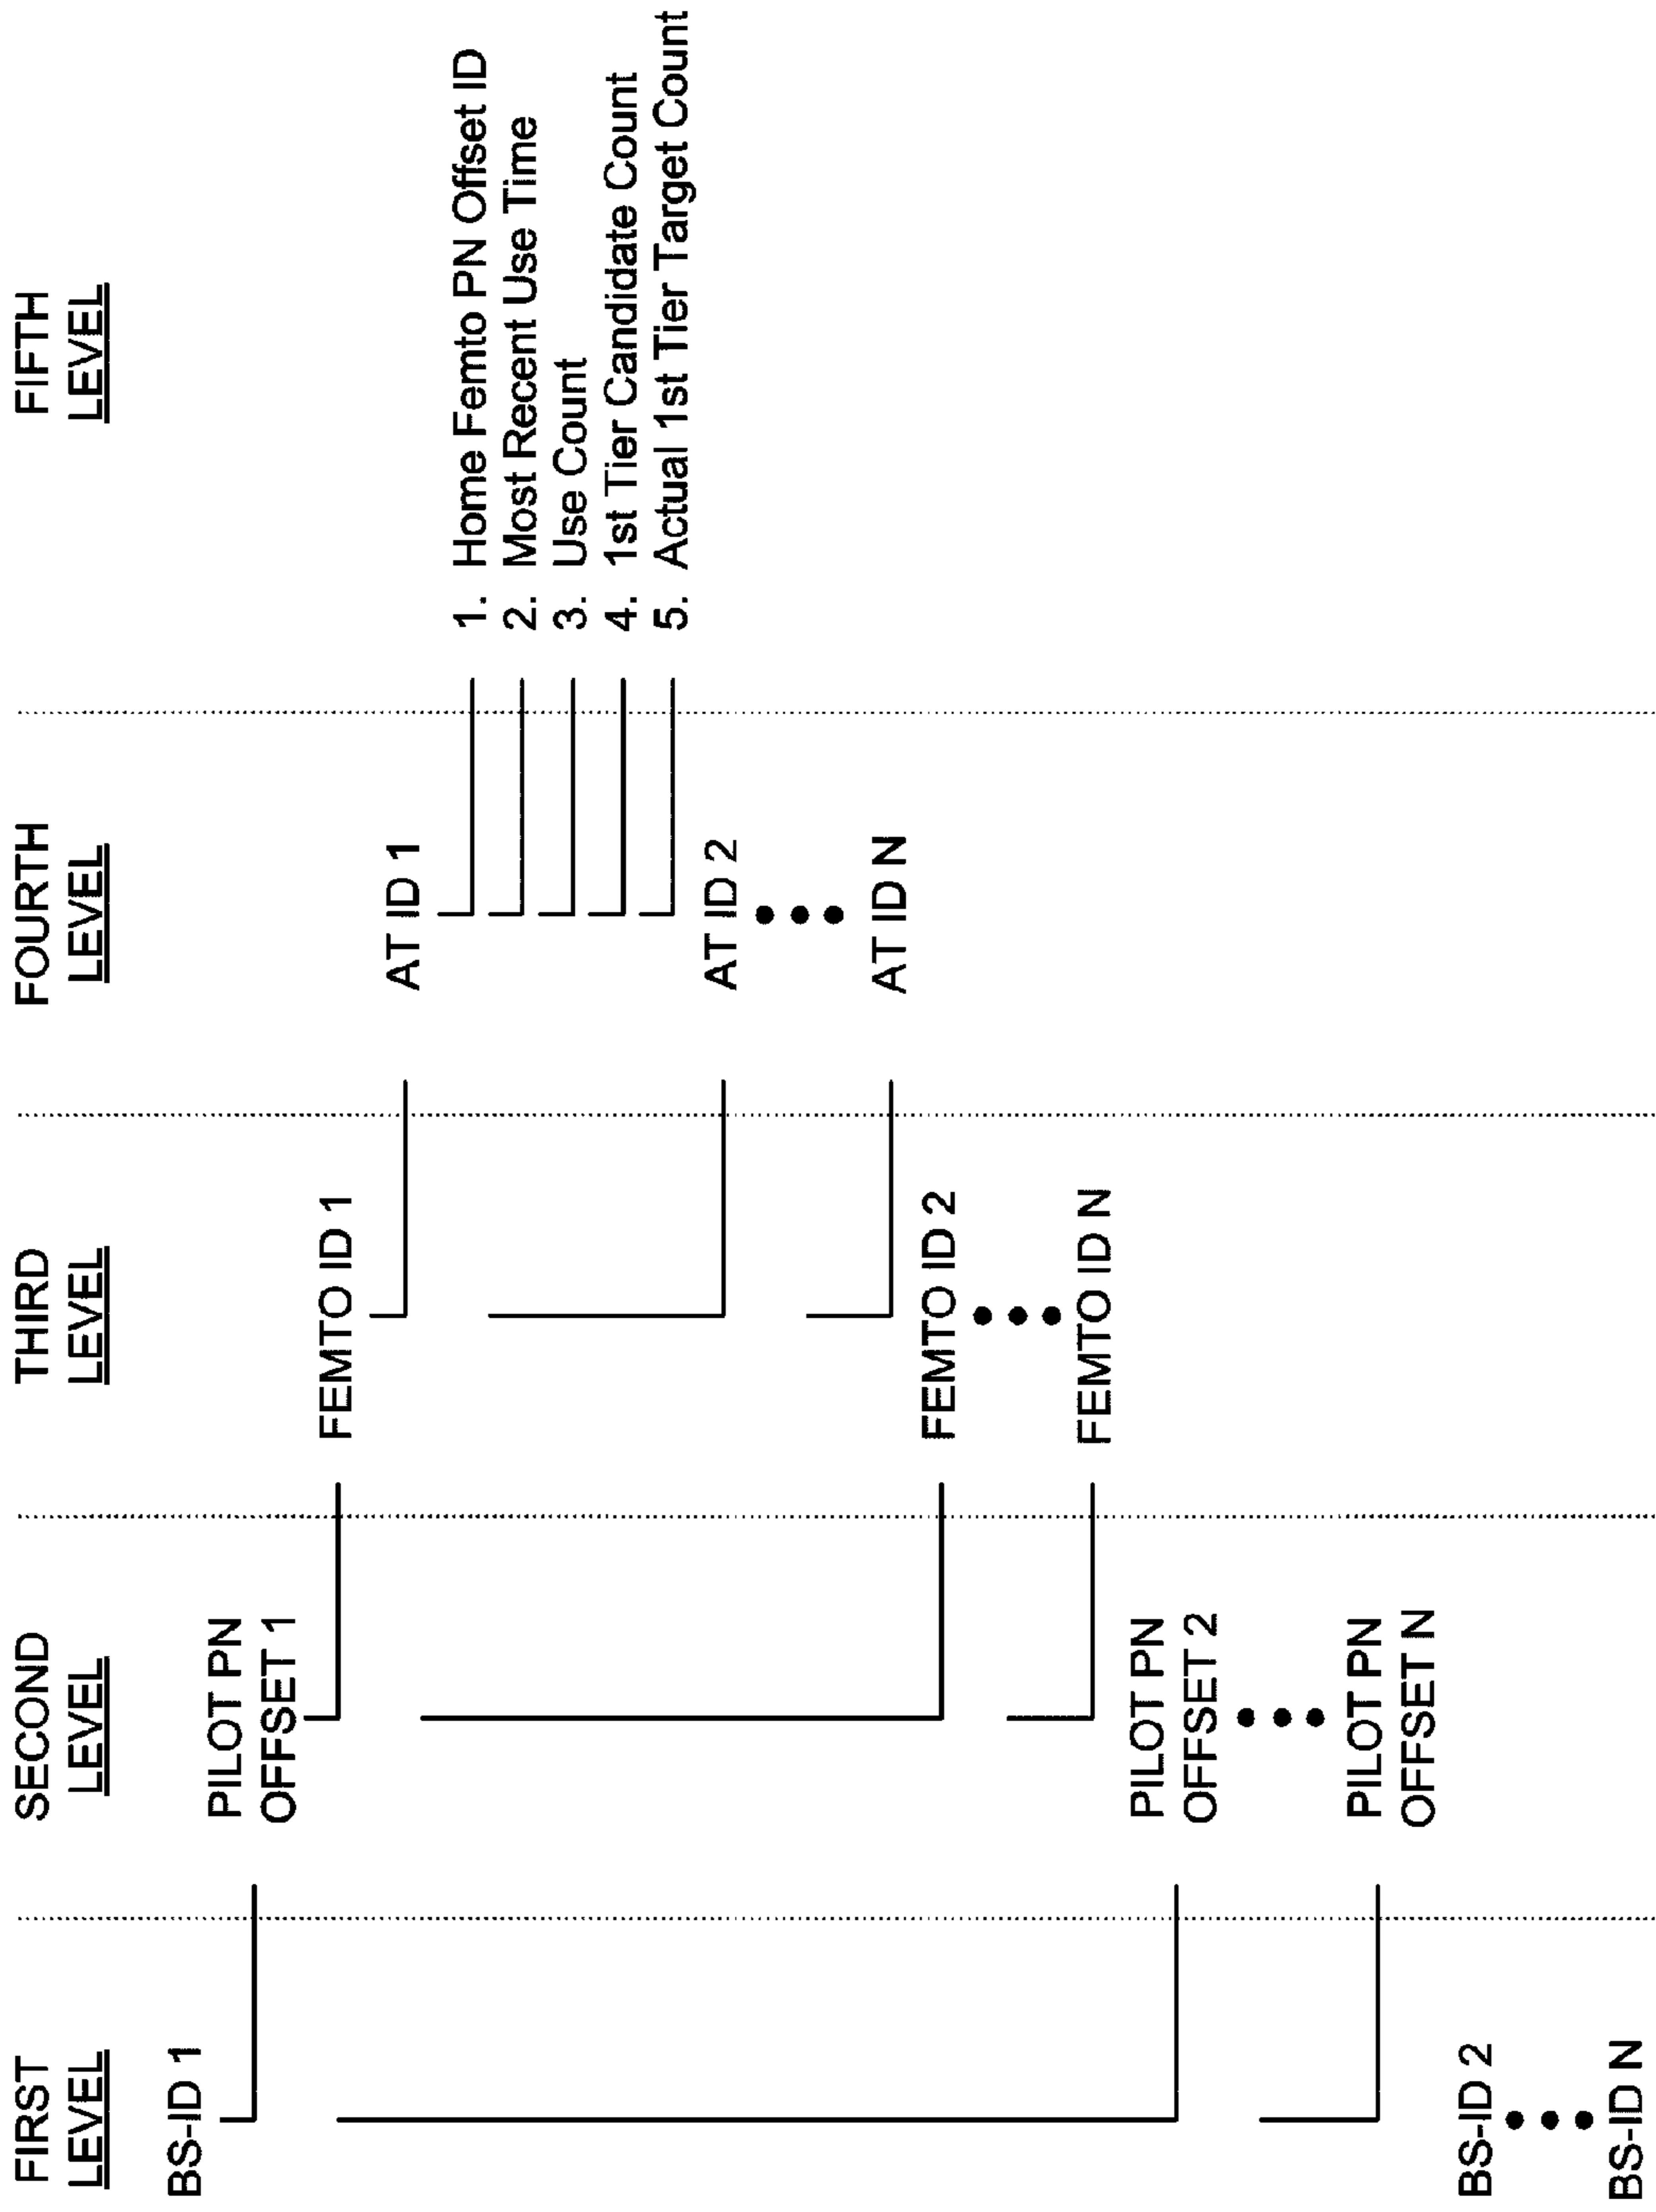 FIRST
LEVEL
SECOND
LEVEL
THIRD
LEVEL
FOURTH
LEVEL
FIFTH
LEVEL
BS-ID 1
PILOT PN
OFFSET 1
FEMTO ID 1
AT ID 1
1. Home Femto PN Offset ID
2. Most Recent Use Time
3. Use Count
4. 1st Tier Candidate Count
5. Actual 1st Tier Target Count
AT ID 2
AT ID N
FEMTO ID 2
FEMTO ID N
PILOT PN
OFFSET 2
PILOT PN
OFFSET N
BS-ID 2
BS-ID N